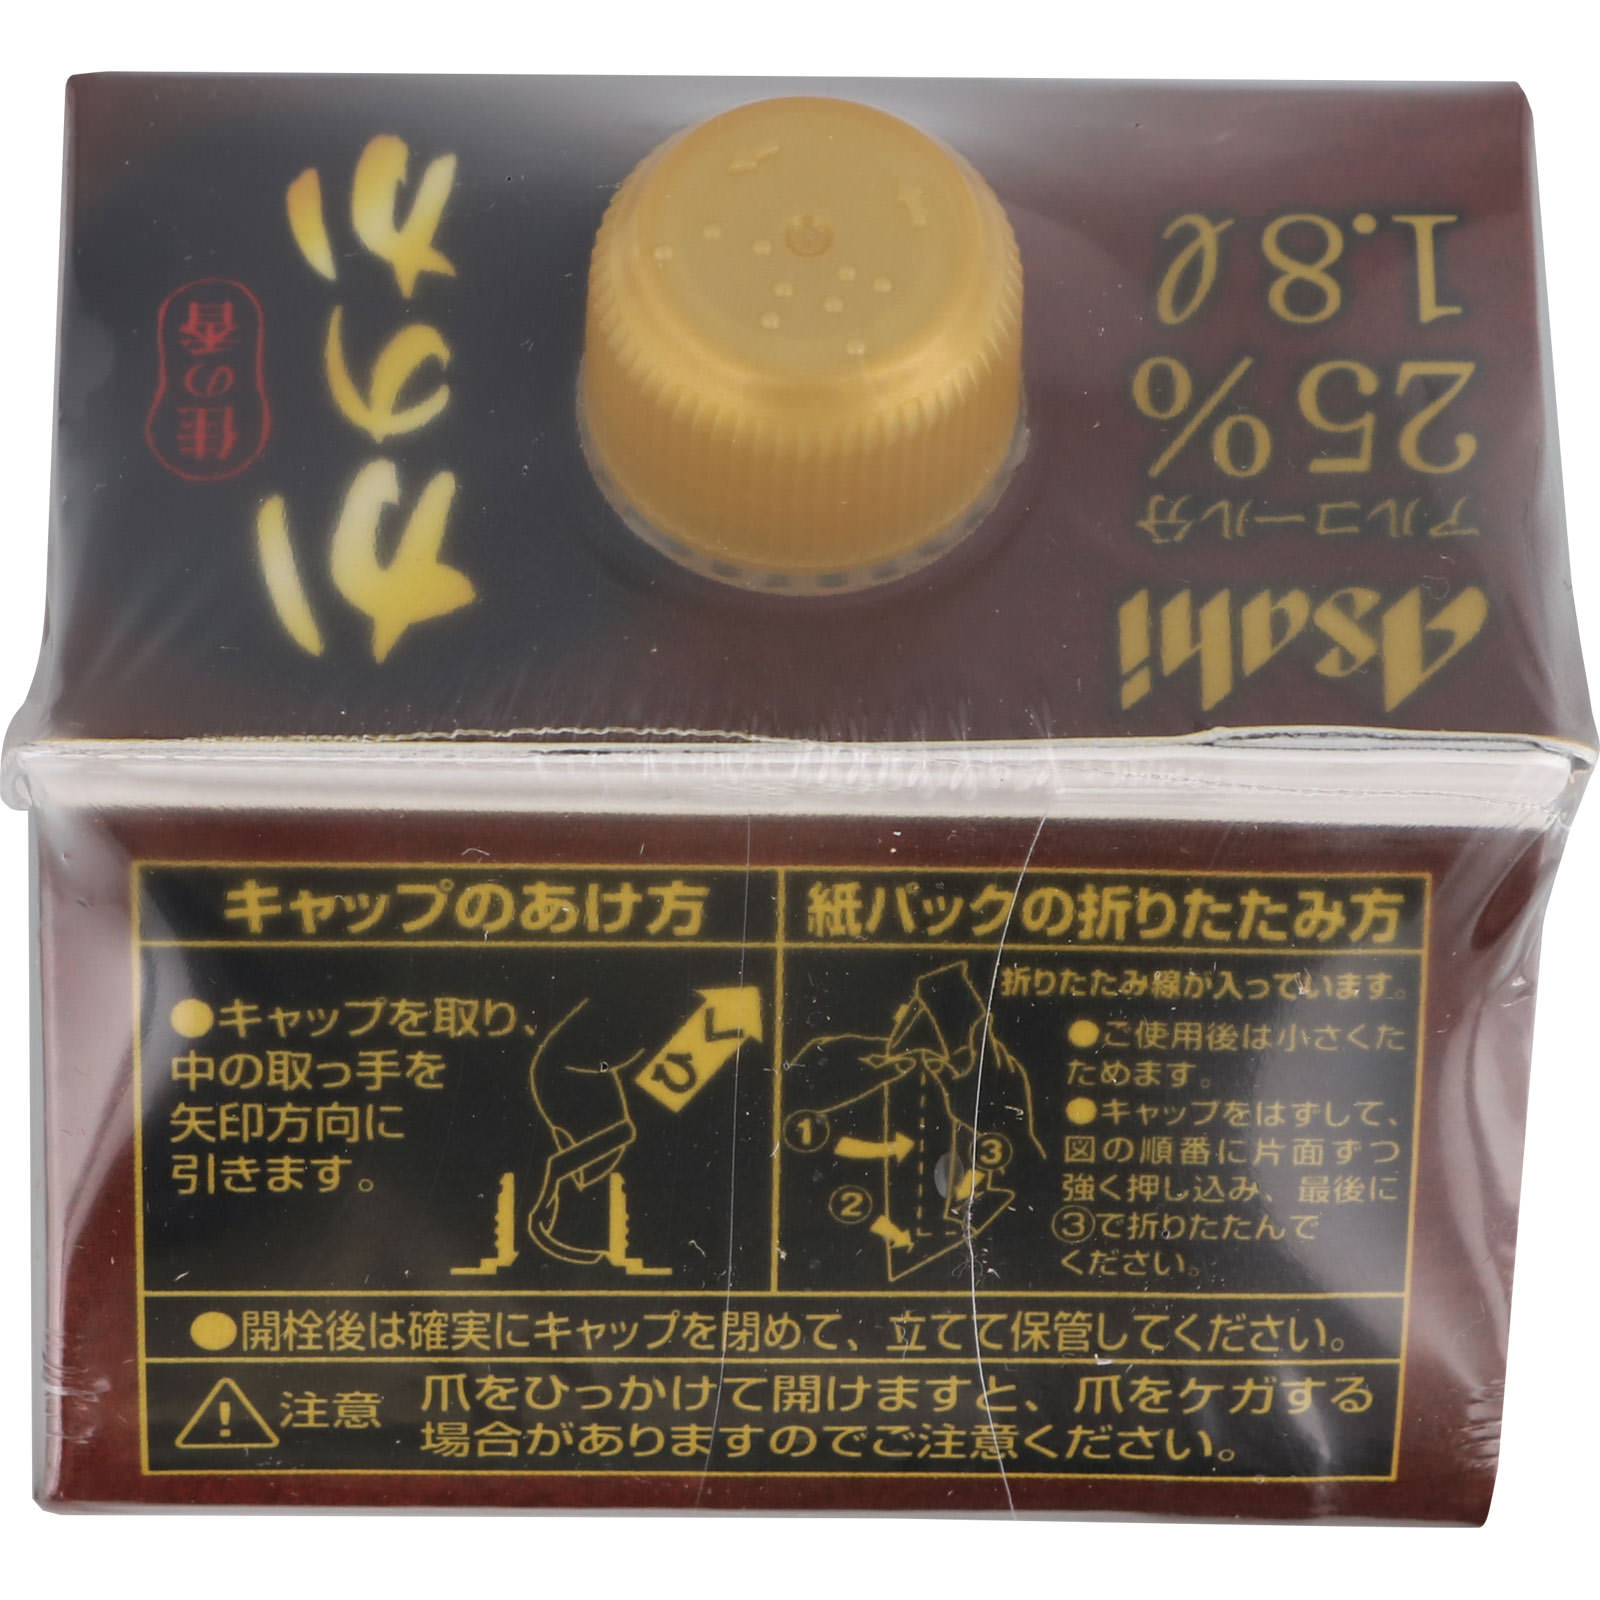 かのか
佳の香
Asahi
アルコール分
25%
1.8ℓ
キャップのあけ方
●キャップを取り、
中の取っ手を
矢印方向に
引きます。
ひく
紙パックの折りたたみ方
折りたたみ線が入っています。
●ご使用後は小さくた
ためます。
●キャップをはずして、
図の順番に片面ずつ
強く押し込み、最後に
③で折りたたんで
ください。
①
②
③
●開栓後は確実にキャップを閉めて、立てて保管してください。
注意
爪をひっかけて開けますと、爪をケガする
場合がありますのでご注意ください。